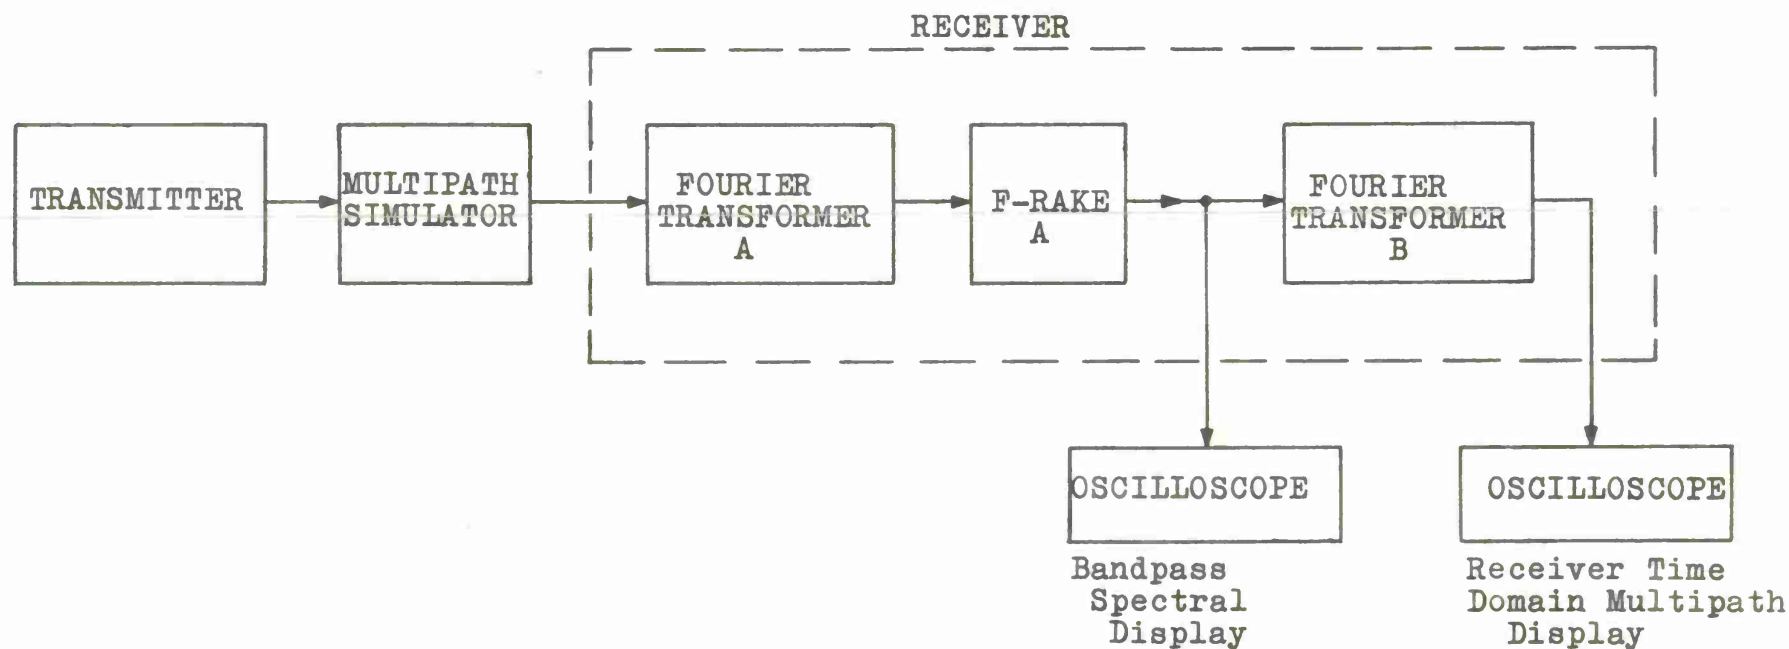 RECEIVER
TRANSMITTER
MULTIPATH
SIMULATOR
FOURIER
TRANSFORMER
A
F-RAKE
A
FOURIER
TRANSFORMER
B
OSCILLOSCOPE
Bandpass
Spectral
Display
OSCILLOSCOPE
Receiver Time
Domain Multipath
Display